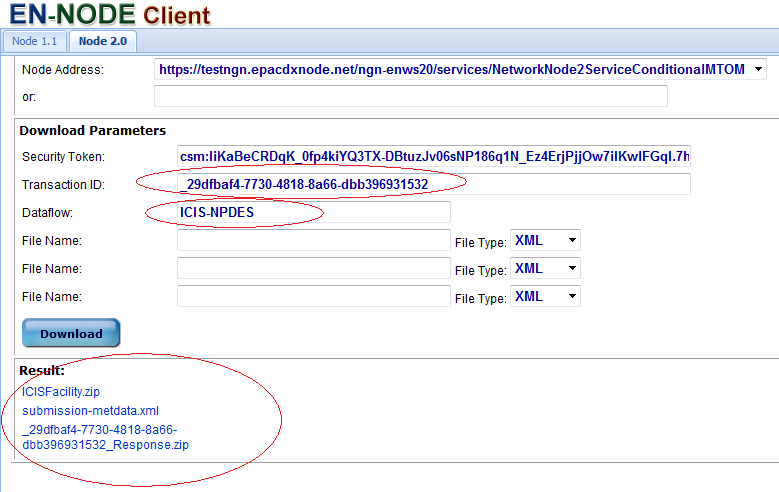 EN-NODE Client
Node 1.1 Node 2.0
Node Address: https://testngn.epacdxnode.net/ngn-enws20/services/NetworkNode2ServiceConditionalMTOM
or:
Download Parameters
Security Token: csm:IiKaBeCRDqK_0fp4kiYQ3TX-DBtuzJv06sNP186q1N_Ez4ErjPjjOw7iIKwIFGqI.7h
Transaction ID: _29dfbaf4-7730-4818-8a66-dbb396931532
Dataflow: ICIS-NPDES
File Name: File Type: XML
File Name: File Type: XML
File Name: File Type: XML
Download
Result:
ICISFacility.zip
submission-metdata.xml
_29dfbaf4-7730-4818-8a66-
dbb396931532_Response.zip